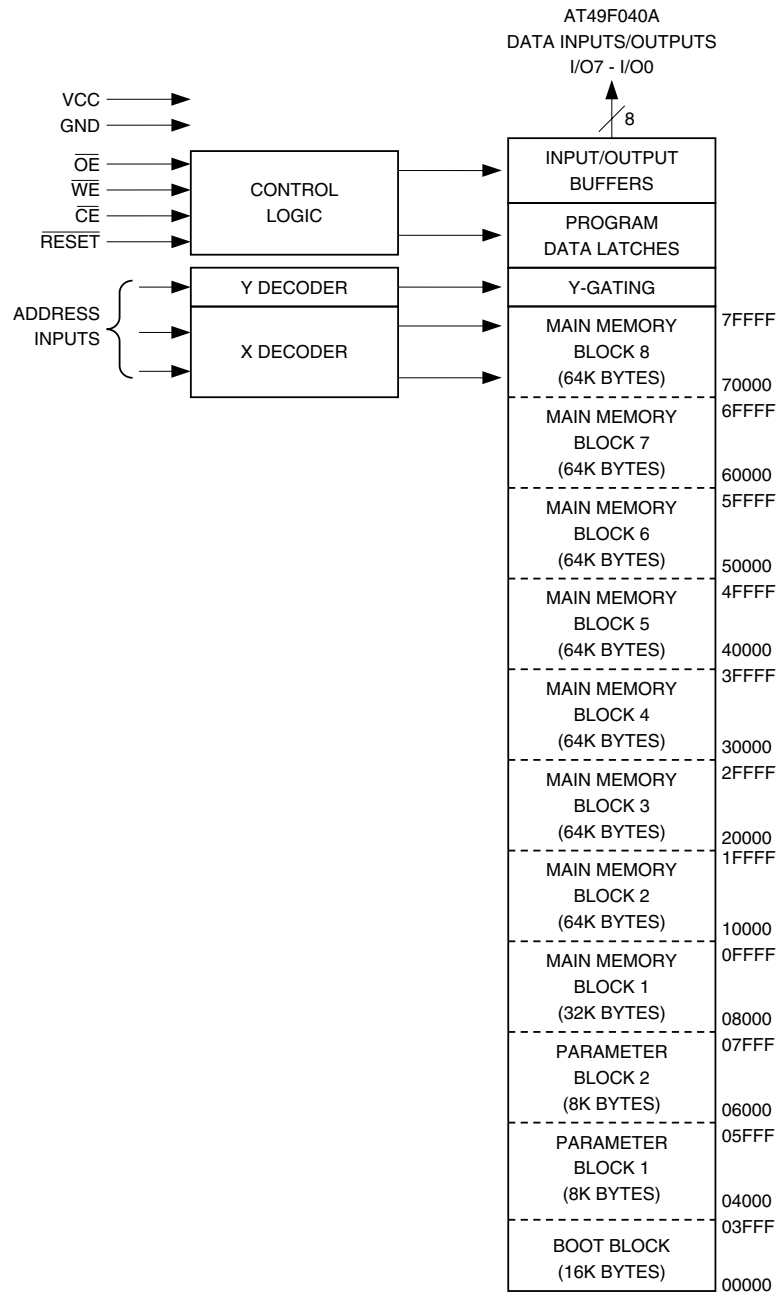 AT49F040A
DATA INPUTS/OUTPUTS
I/O7 - I/O0
8
VCC
GND
OE
WE
CE
RESET
CONTROL
LOGIC
INPUT/OUTPUT
BUFFERS
PROGRAM
DATA LATCHES
ADDRESS
INPUTS
Y DECODER
X DECODER
Y-GATING
MAIN MEMORY
BLOCK 8
(64K BYTES)
7FFFF
70000
MAIN MEMORY
BLOCK 7
(64K BYTES)
6FFFF
60000
MAIN MEMORY
BLOCK 6
(64K BYTES)
5FFFF
50000
MAIN MEMORY
BLOCK 5
(64K BYTES)
4FFFF
40000
MAIN MEMORY
BLOCK 4
(64K BYTES)
3FFFF
30000
MAIN MEMORY
BLOCK 3
(64K BYTES)
2FFFF
20000
MAIN MEMORY
BLOCK 2
(64K BYTES)
1FFFF
10000
MAIN MEMORY
BLOCK 1
(32K BYTES)
0FFFF
08000
PARAMETER
BLOCK 2
(8K BYTES)
07FFF
06000
PARAMETER
BLOCK 1
(8K BYTES)
05FFF
04000
BOOT BLOCK
(16K BYTES)
03FFF
00000